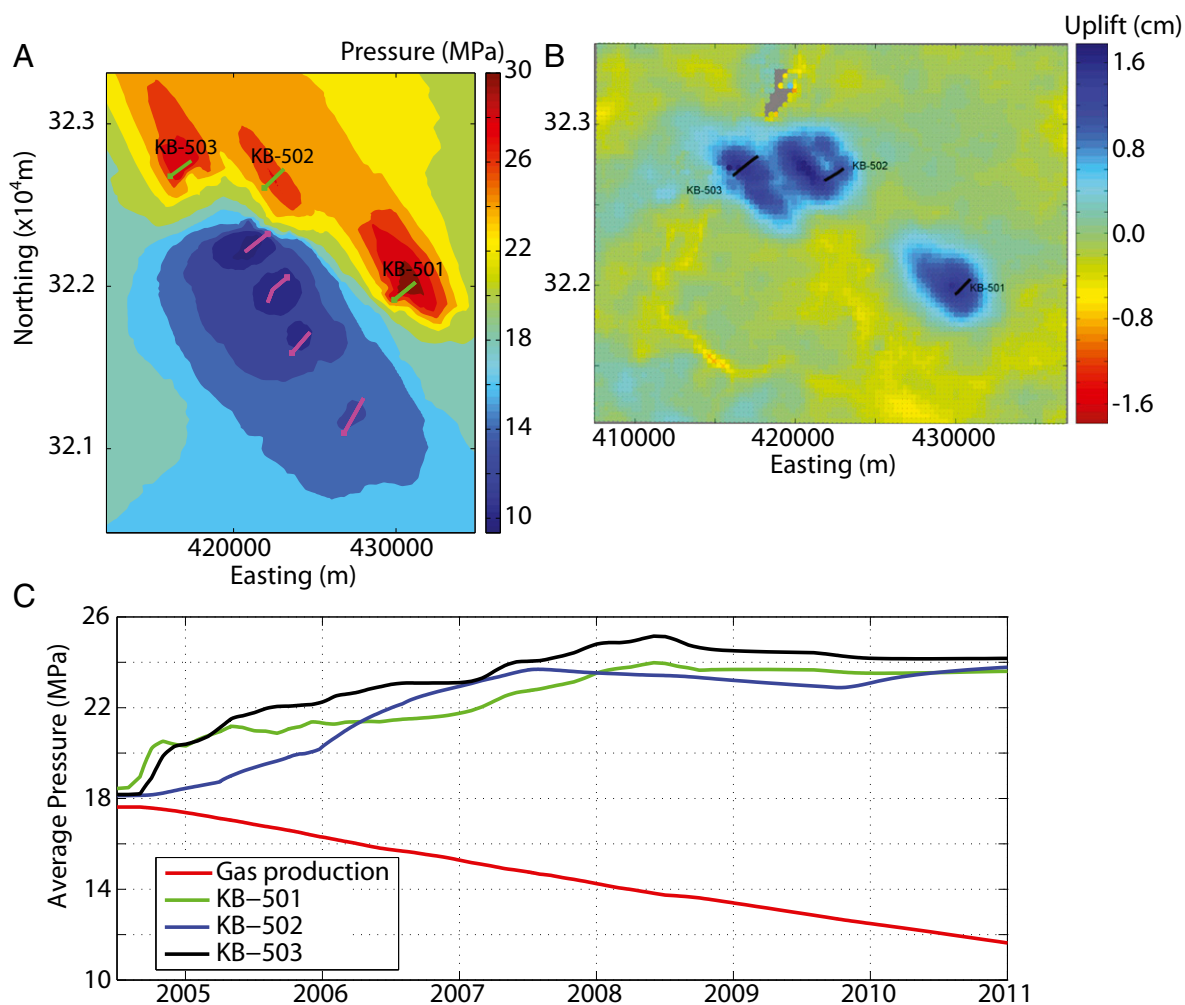 A
Pressure (MPa)
30
26
22
18
14
10
KB-503
KB-502
KB-501
32.3
32.2
32.1
Northing (x10⁴m)
420000
430000
Easting (m)
B
Uplift (cm)
1.6
0.8
0.0
-0.8
-1.6
KB-503
KB-502
KB-501
32.3
32.2
410000
420000
430000
Easting (m)
C
Average Pressure (MPa)
26
22
18
14
10
Gas production
KB−501
KB−502
KB−503
2005
2006
2007
2008
2009
2010
2011